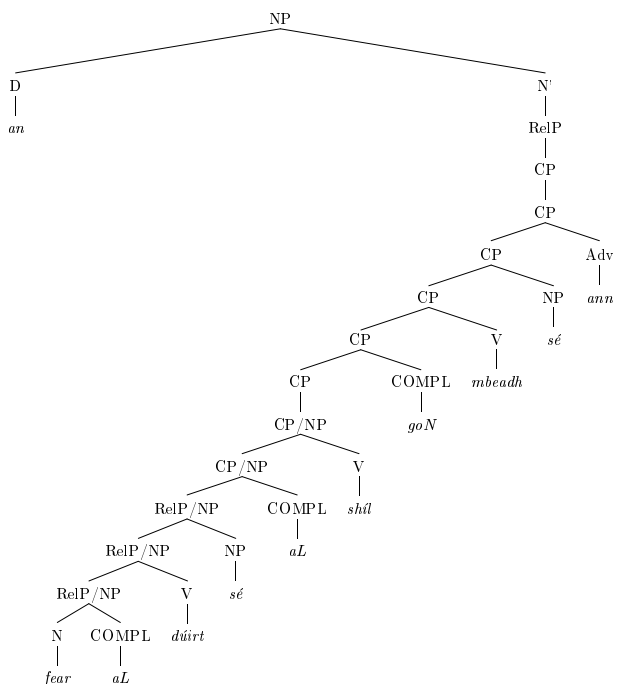 NP
D N'
an RelP
CP
CP
CP Adv
CP NP ann
CP V sé
CP COMPL mbeadh
CP/NP goN
CP/NP V
RelP/NP COMPL shíl
RelP/NP NP aL
RelP/NP V sé
N COMPL dúirt
fear aL